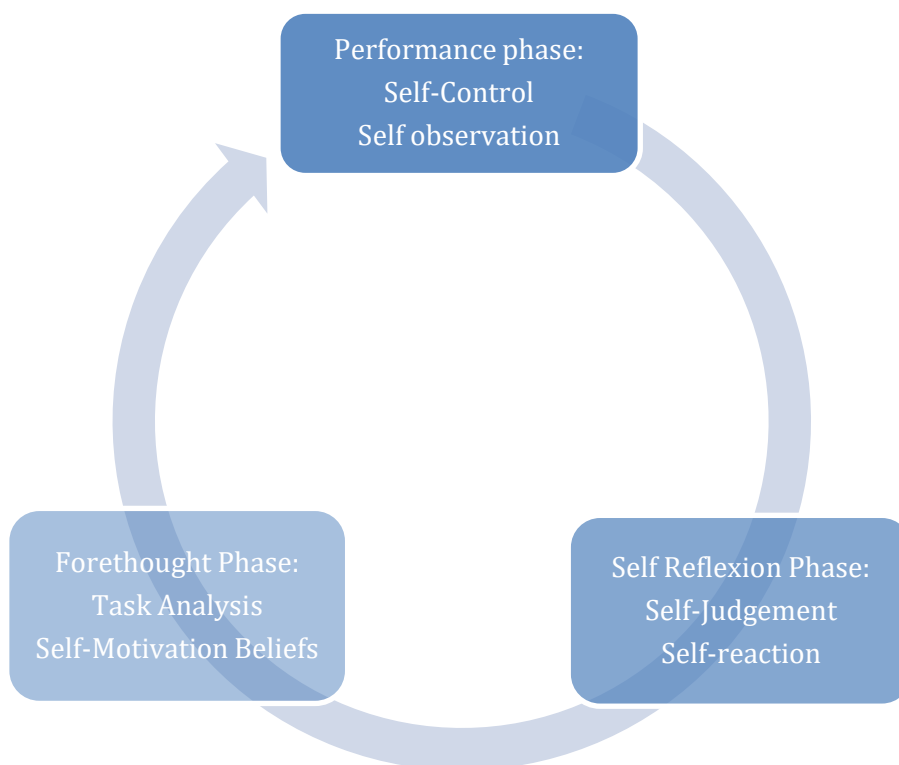 Performance phase:
Self-Control
Self observation
Forethought Phase:
Task Analysis
Self-Motivation Beliefs
Self Reflexion Phase:
Self-Judgement
Self-reaction